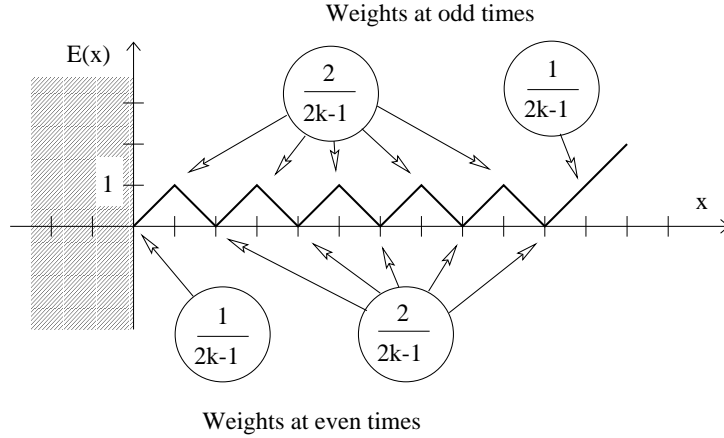 Weights at odd times
E(x)
2
2k-1
1
2k-1
1
x
1
2k-1
2
2k-1
Weights at even times